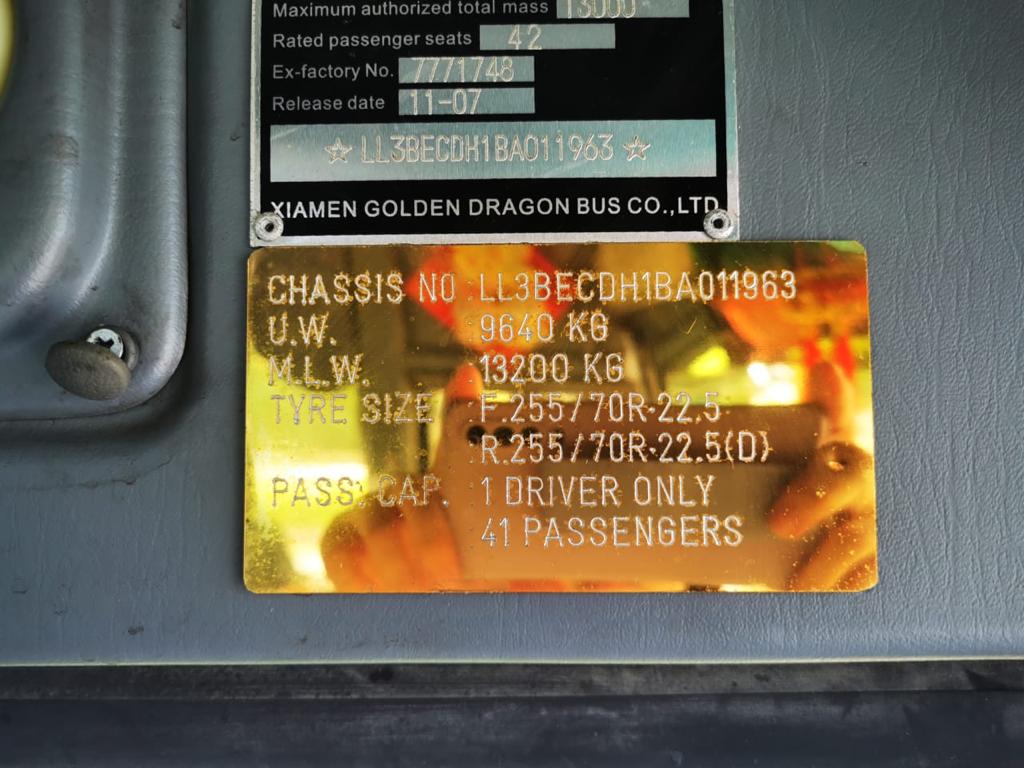 Maximum authorized total mass 13000
Rated passenger seats 42
Ex-factory No. 7771748
Release date 11-07
☆ LL3BECDH1BA011963 ☆
XIAMEN GOLDEN DRAGON BUS CO.,LTD
CHASSIS NO : LL3BECDH1BA011963
U.W. : 9640 KG
M.L.W. : 13200 KG
TYRE SIZE : F.255/70R·22.5
R.255/70R·22.5(D)
PASS. CAP. : 1 DRIVER ONLY
41 PASSENGERS